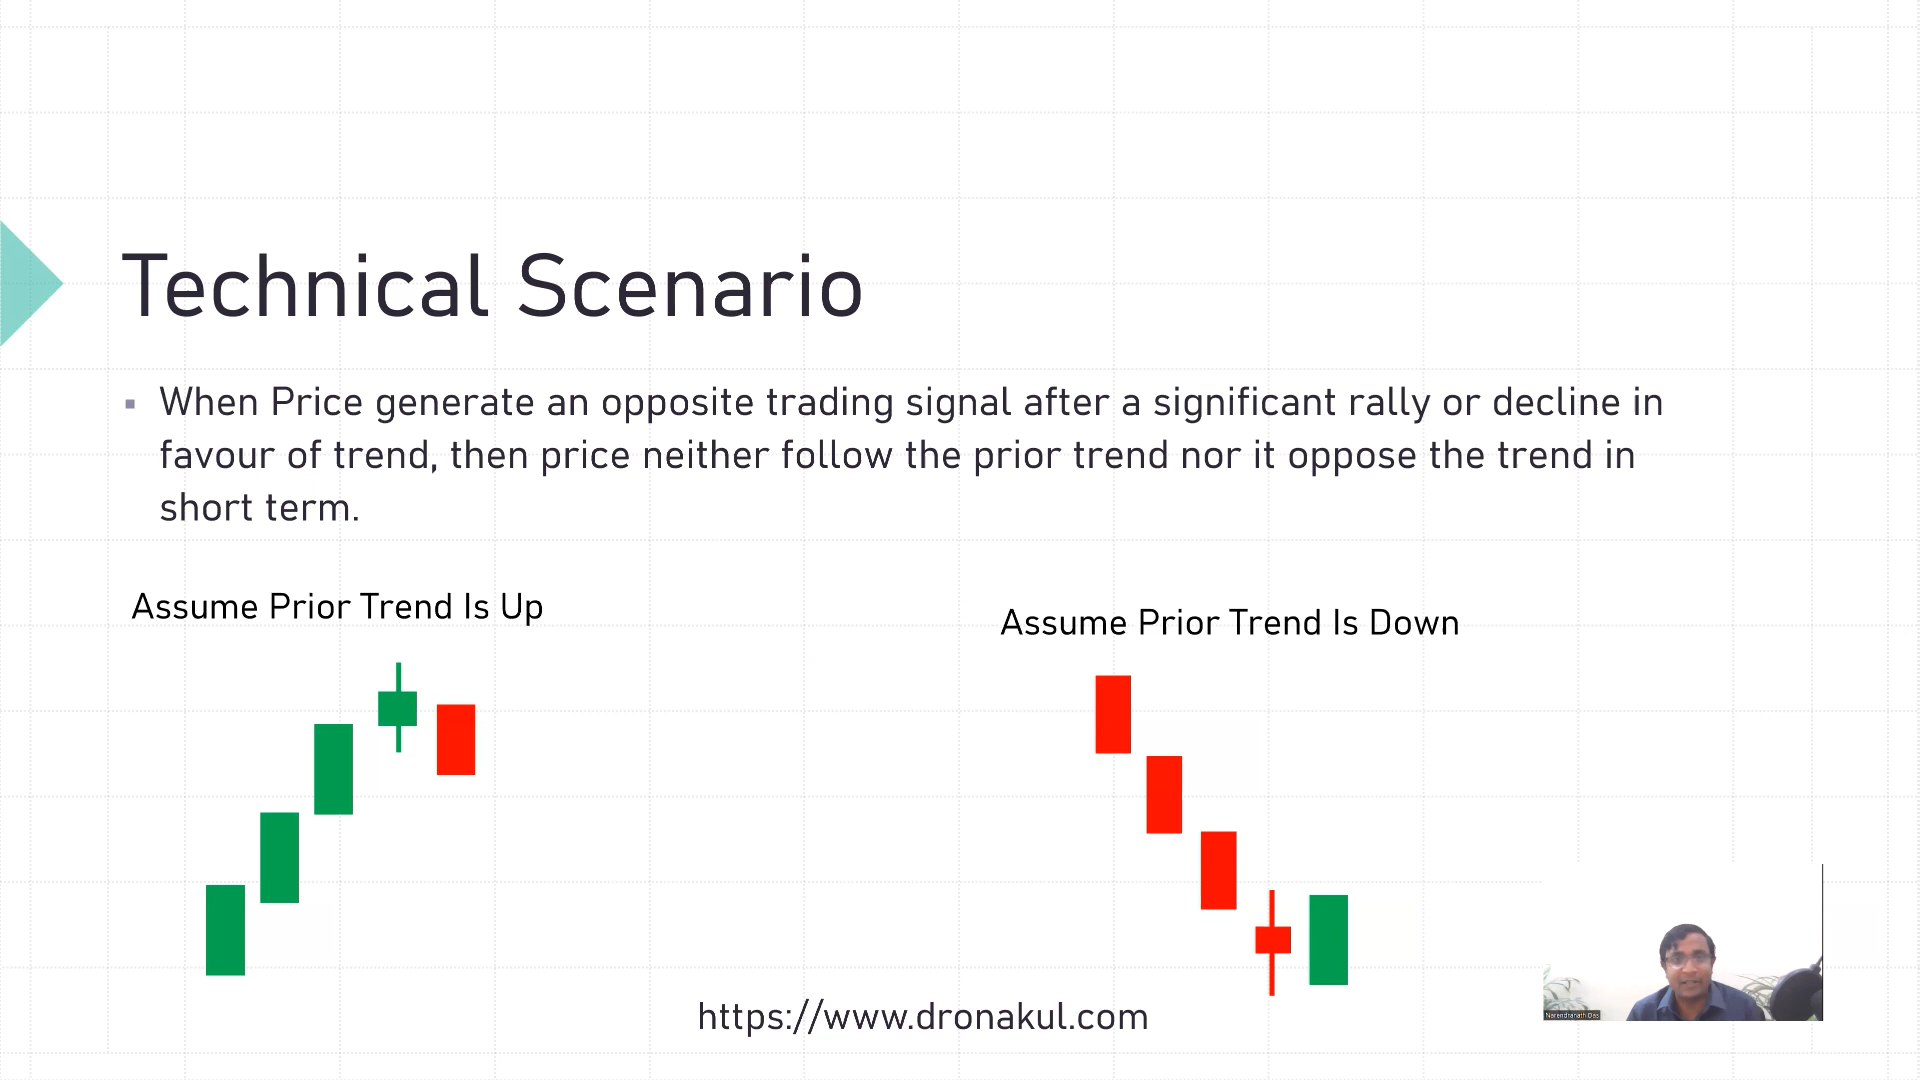 Technical Scenario
▪ When Price generate an opposite trading signal after a significant rally or decline in
favour of trend, then price neither follow the prior trend nor it oppose the trend in
short term.
Assume Prior Trend Is Up
Assume Prior Trend Is Down
https://www.dronakul.com
Narendranath Das